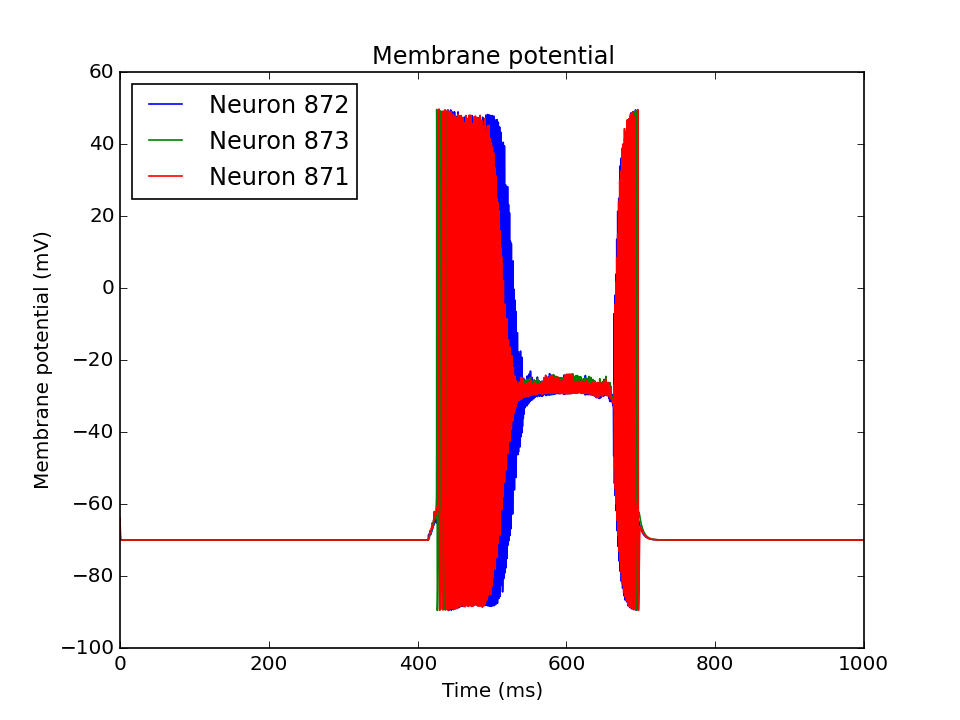 Membrane potential
60
40
20
0
−20
−40
−60
−80
−100
Membrane potential (mV)
Neuron 872
Neuron 873
Neuron 871
0 200 400 600 800 1000
Time (ms)